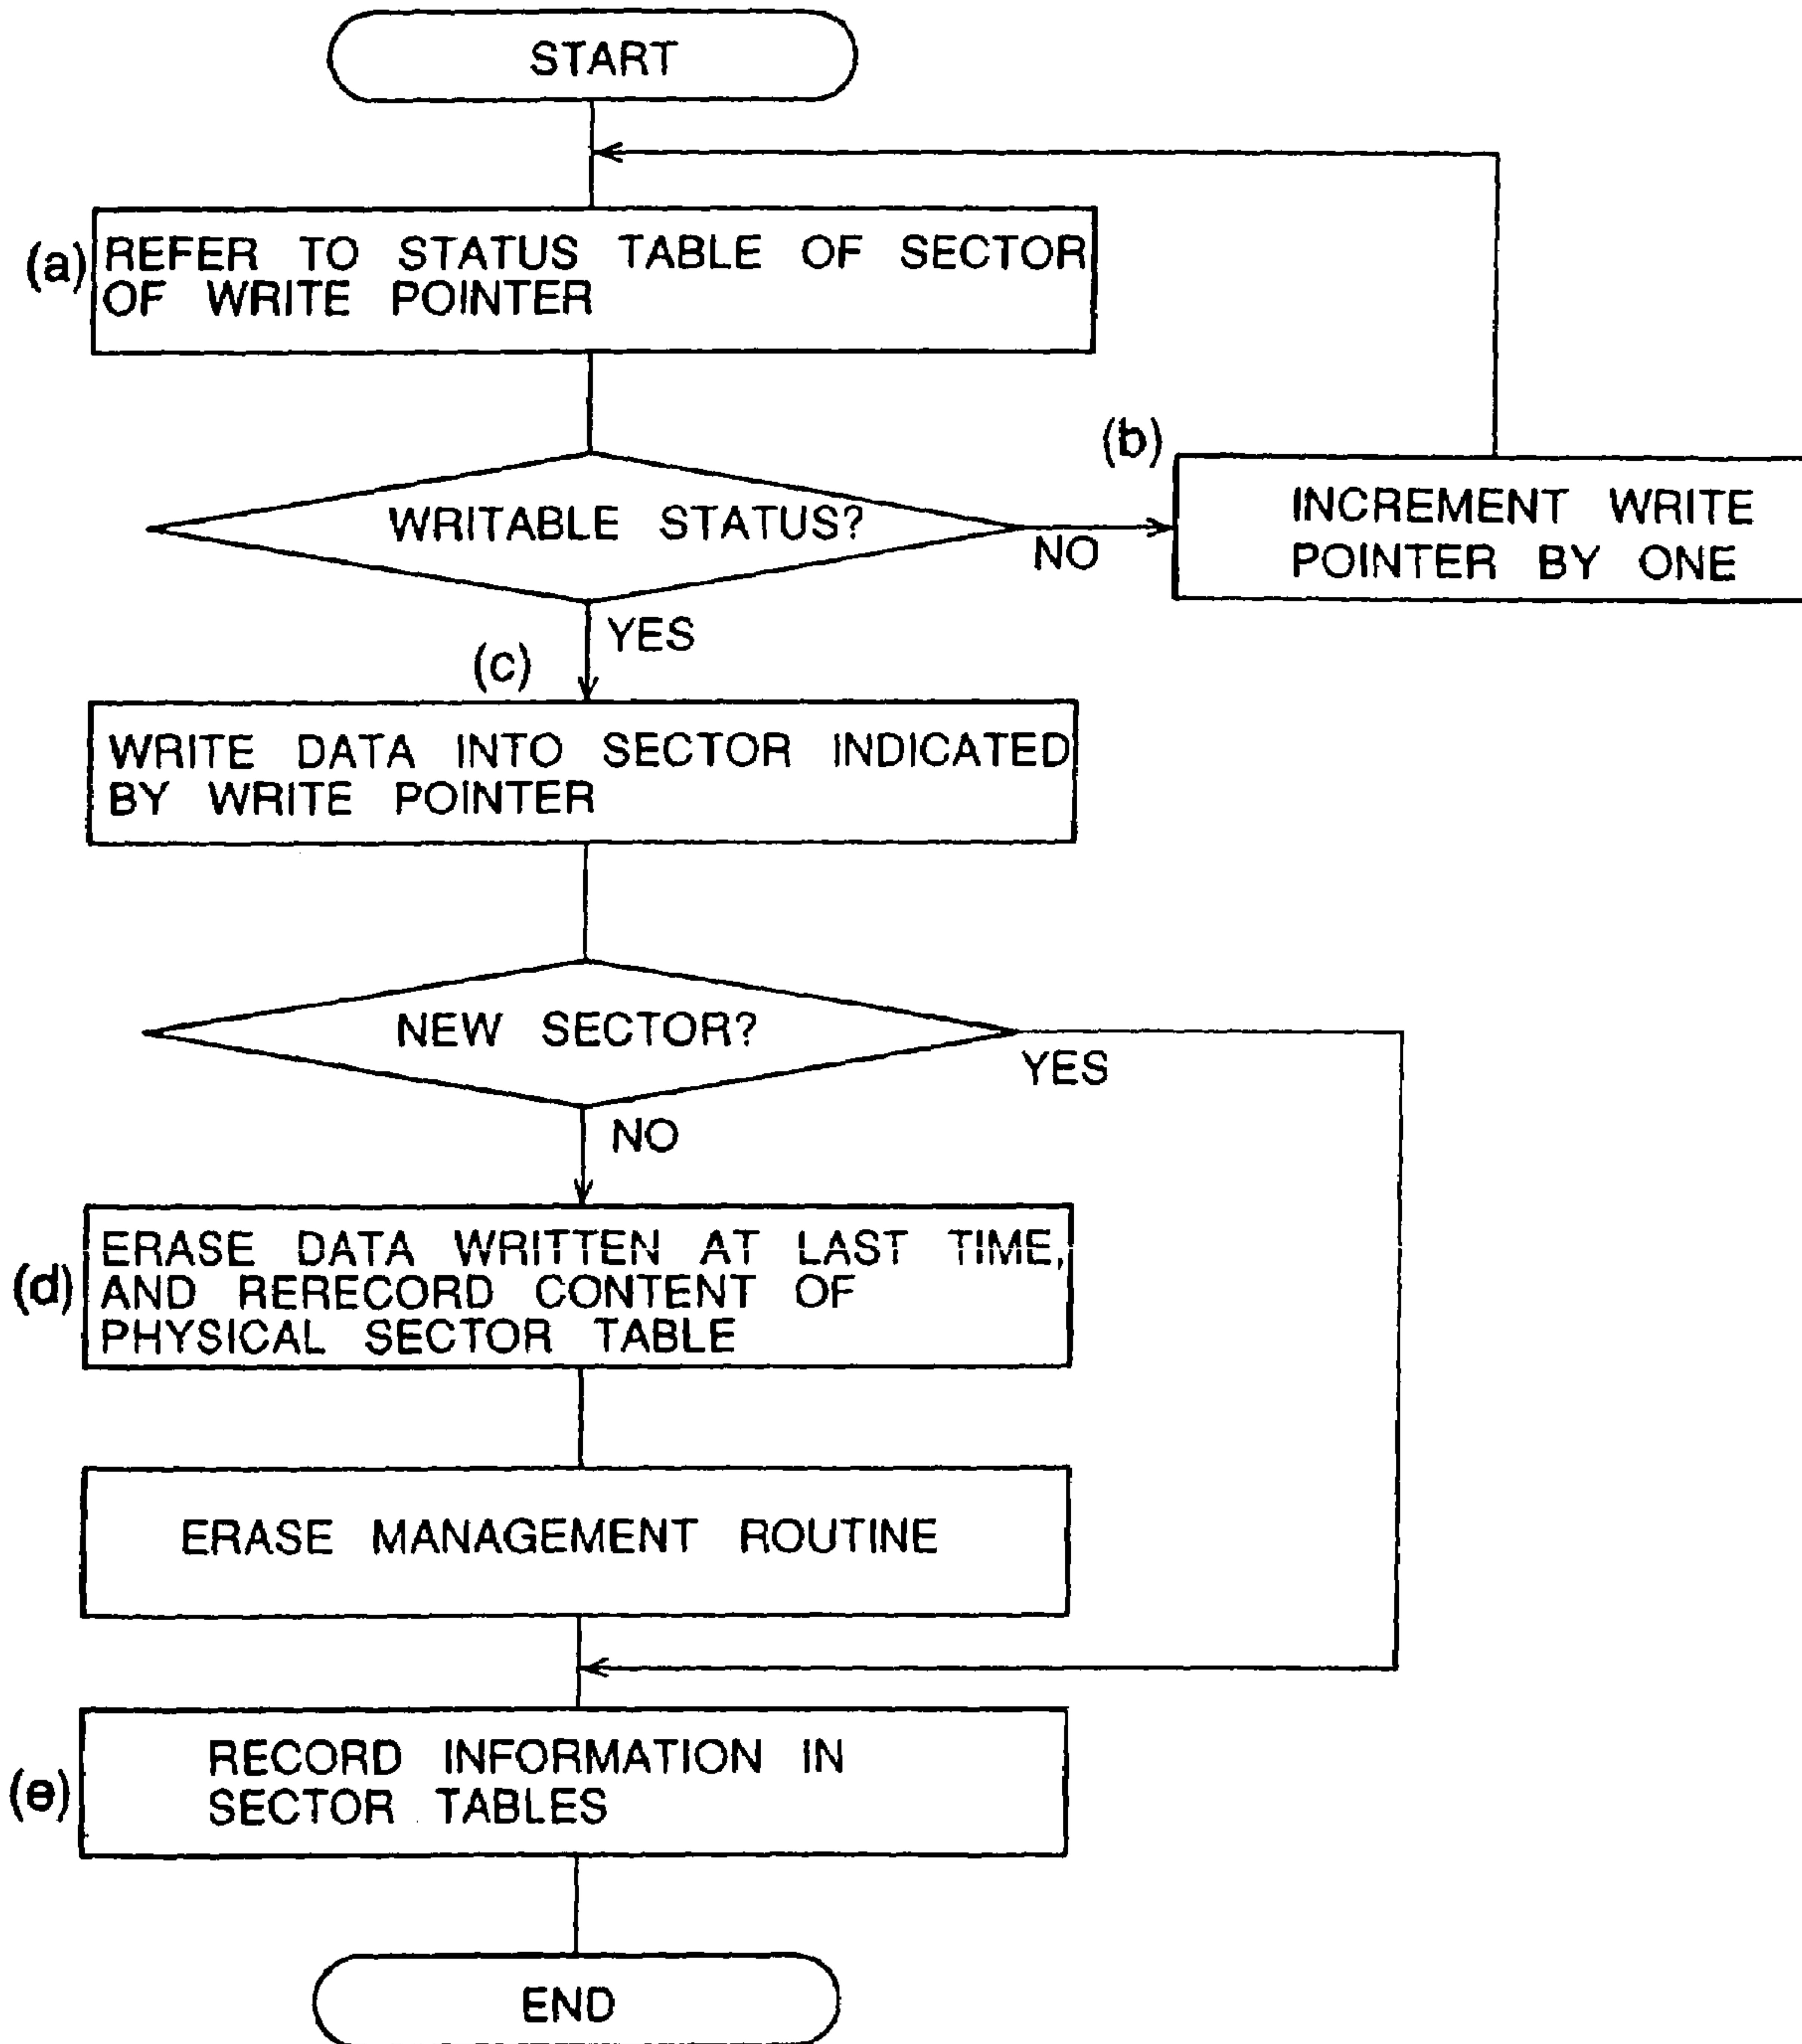 START
(a)
REFER TO STATUS TABLE OF SECTOR
OF WRITE POINTER
WRITABLE STATUS?
NO
(b)
INCREMENT WRITE
POINTER BY ONE
YES
(c)
WRITE DATA INTO SECTOR INDICATED
BY WRITE POINTER
NEW SECTOR?
YES
NO
(d)
ERASE DATA WRITTEN AT LAST TIME,
AND RERECORD CONTENT OF
PHYSICAL SECTOR TABLE
ERASE MANAGEMENT ROUTINE
(e)
RECORD INFORMATION IN
SECTOR TABLES
END